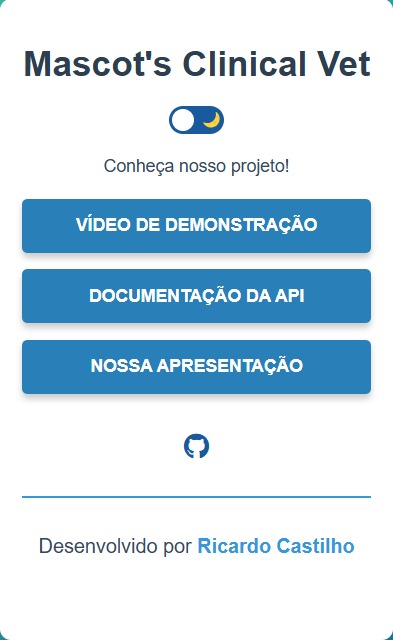 Mascot's Clinical Vet
Conheça nosso projeto!
VÍDEO DE DEMONSTRAÇÃO
DOCUMENTAÇÃO DA API
NOSSA APRESENTAÇÃO
Desenvolvido por Ricardo Castilho